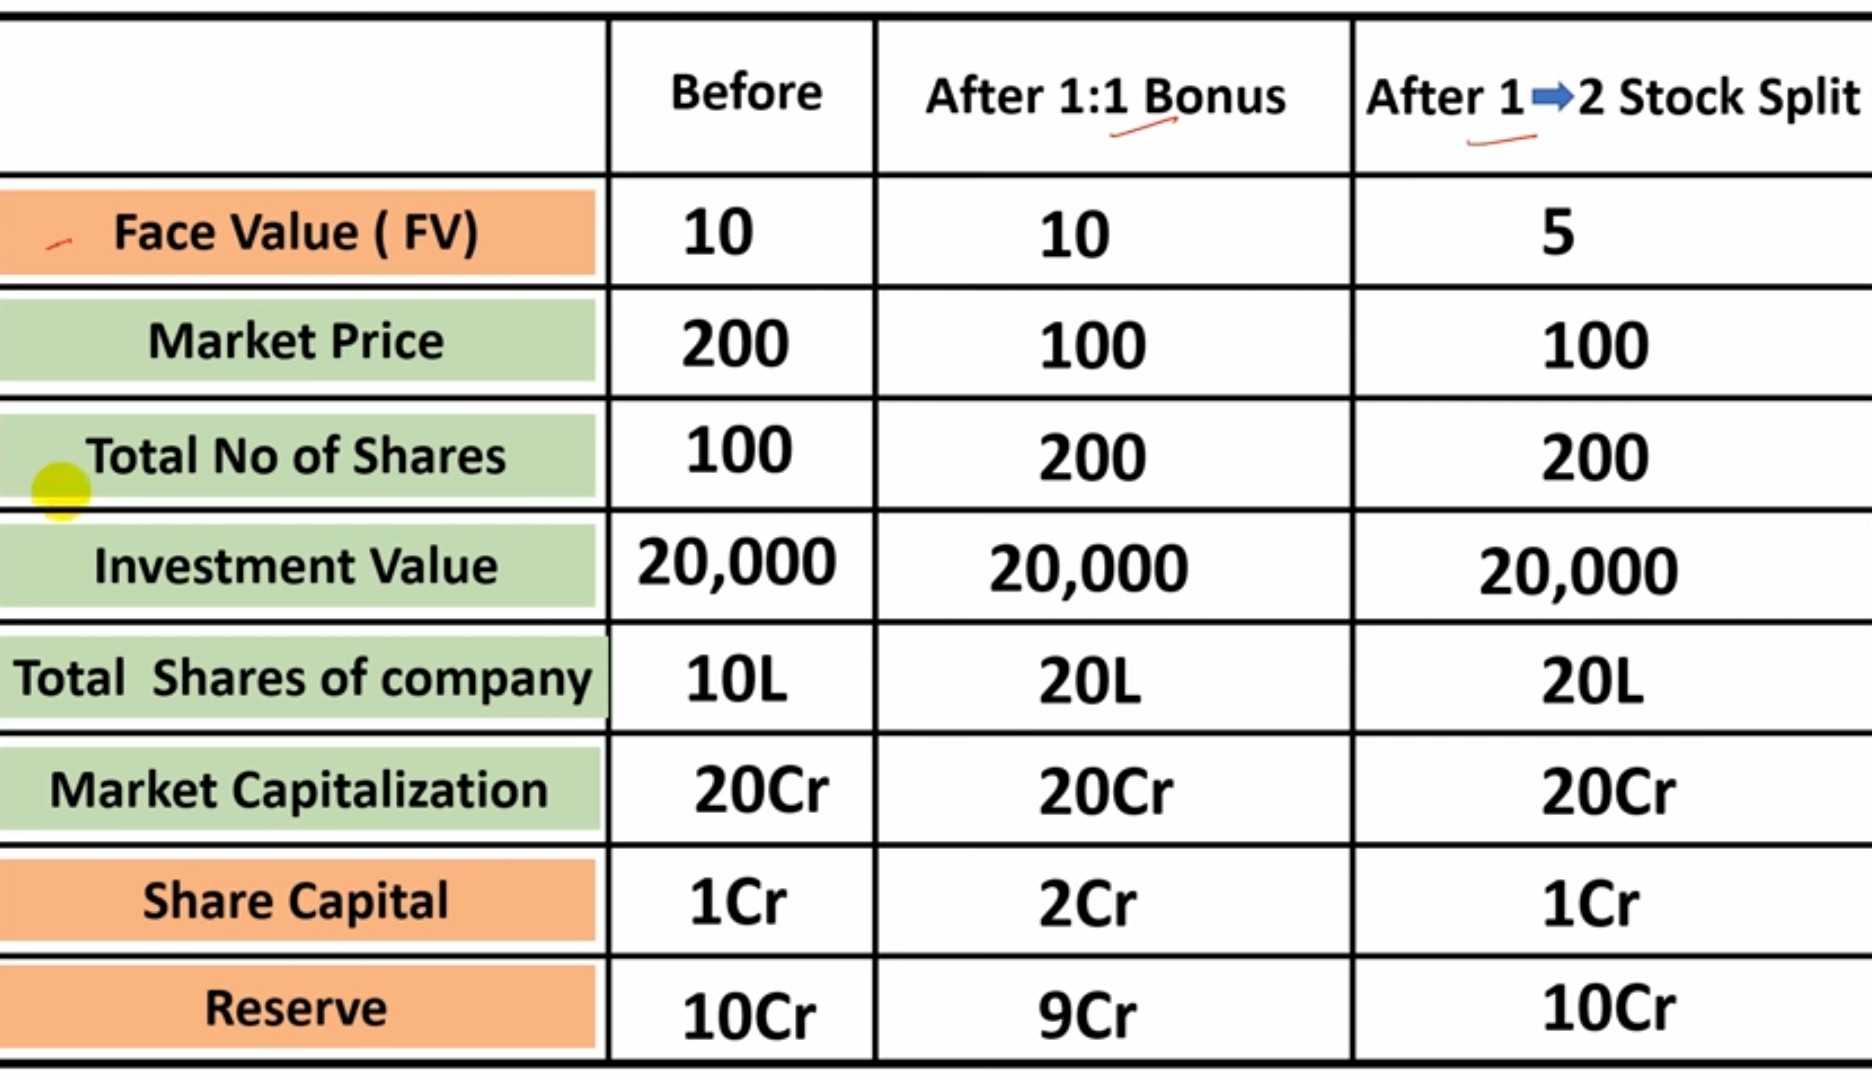 Before After 1:1 Bonus After 1➡2 Stock Split
Face Value ( FV) 10 10 5
Market Price 200 100 100
Total No of Shares 100 200 200
Investment Value 20,000 20,000 20,000
Total Shares of company 10L 20L 20L
Market Capitalization 20Cr 20Cr 20Cr
Share Capital 1Cr 2Cr 1Cr
Reserve 10Cr 9Cr 10Cr